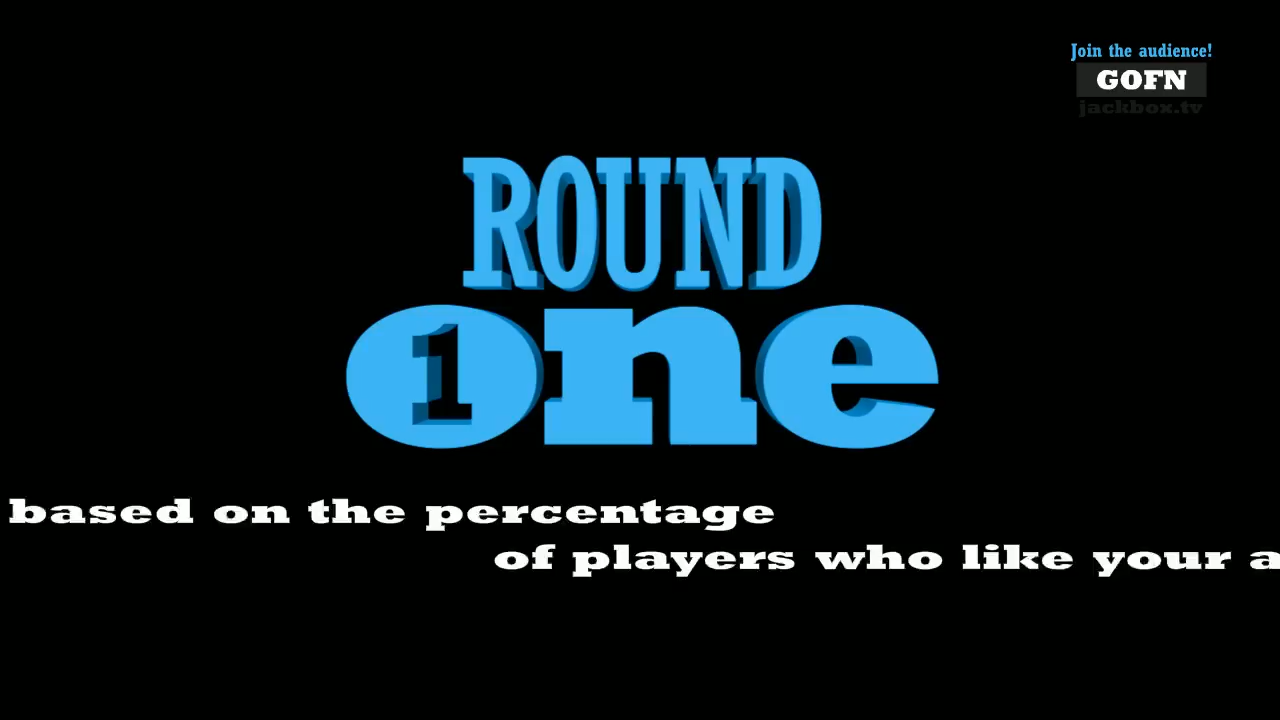 Join the audience!
GOFN
jackbox.tv
ROUND
One
1
based on the percentage
of players who like your a